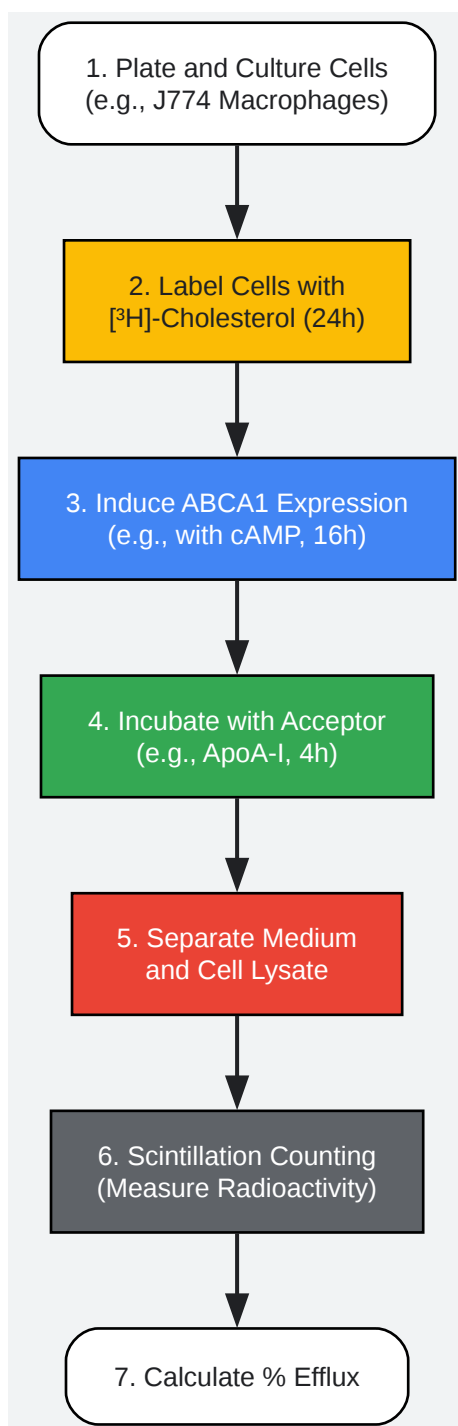 1. Plate and Culture Cells
(e.g., J774 Macrophages)
2. Label Cells with
[³H]-Cholesterol (24h)
3. Induce ABCA1 Expression
(e.g., with cAMP, 16h)
4. Incubate with Acceptor
(e.g., ApoA-I, 4h)
5. Separate Medium
and Cell Lysate
6. Scintillation Counting
(Measure Radioactivity)
7. Calculate % Efflux